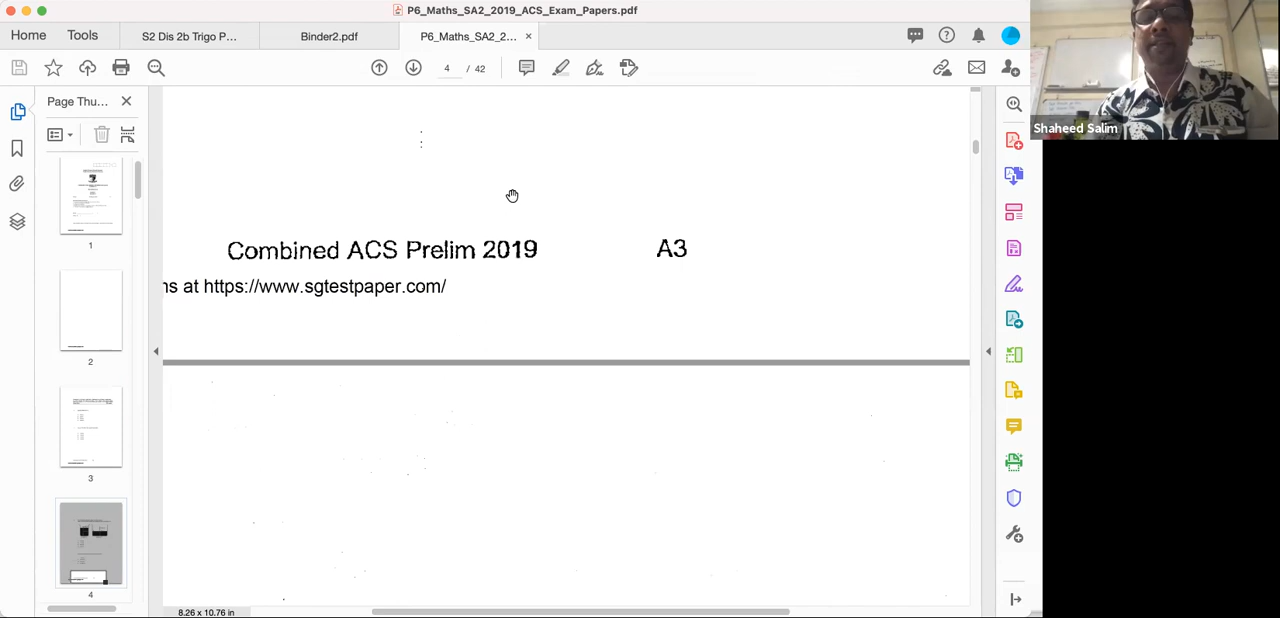 P6_Maths_SA2_2019_ACS_Exam_Papers.pdf
Home
Tools
S2 Dis 2b Trigo P...
Binder2.pdf
P6_Maths_SA2_2...
4 / 42
Page Thu...
1
2
3
4
Combined ACS Prelim 2019
A3
ns at https://www.sgtestpaper.com/
8.26 x 10.76 in
Shaheed Salim